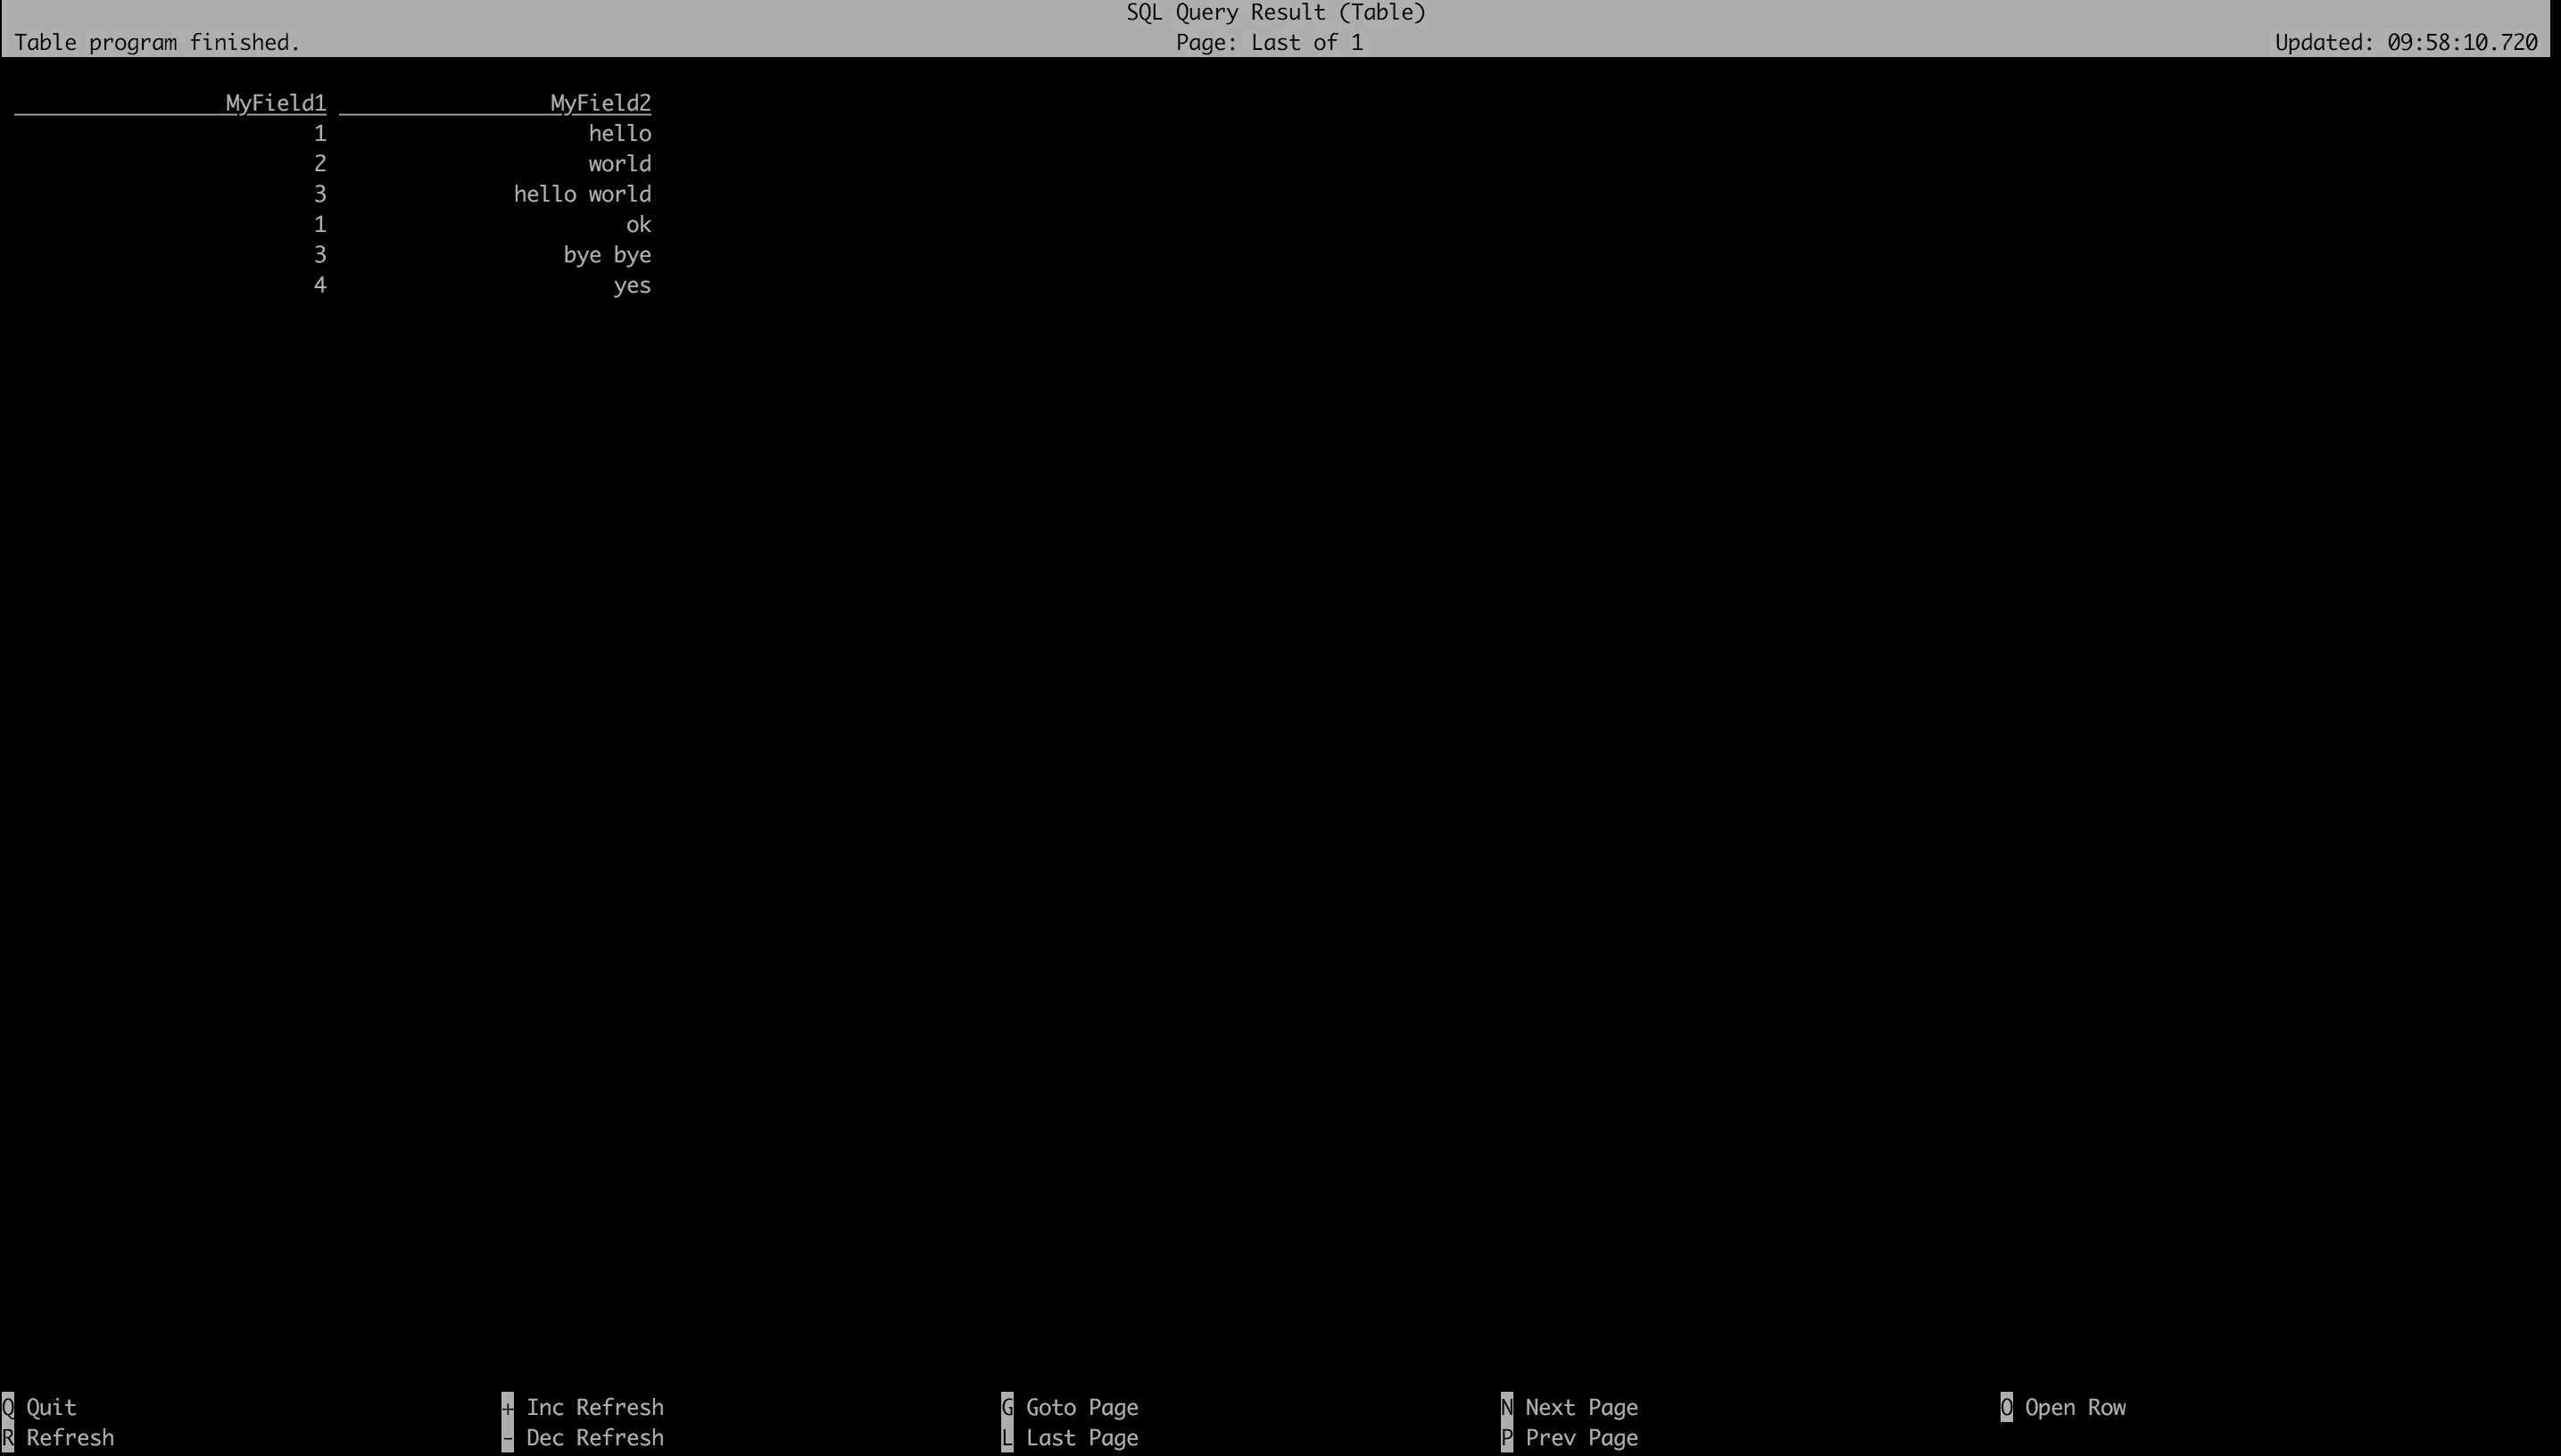 SQL Query Result (Table)
Table program finished. Page: Last of 1 Updated: 09:58:10.720
MyField1 MyField2
1 hello
2 world
3 hello world
1 ok
3 bye bye
4 yes
Q Quit + Inc Refresh G Goto Page N Next Page O Open Row
R Refresh - Dec Refresh L Last Page P Prev Page